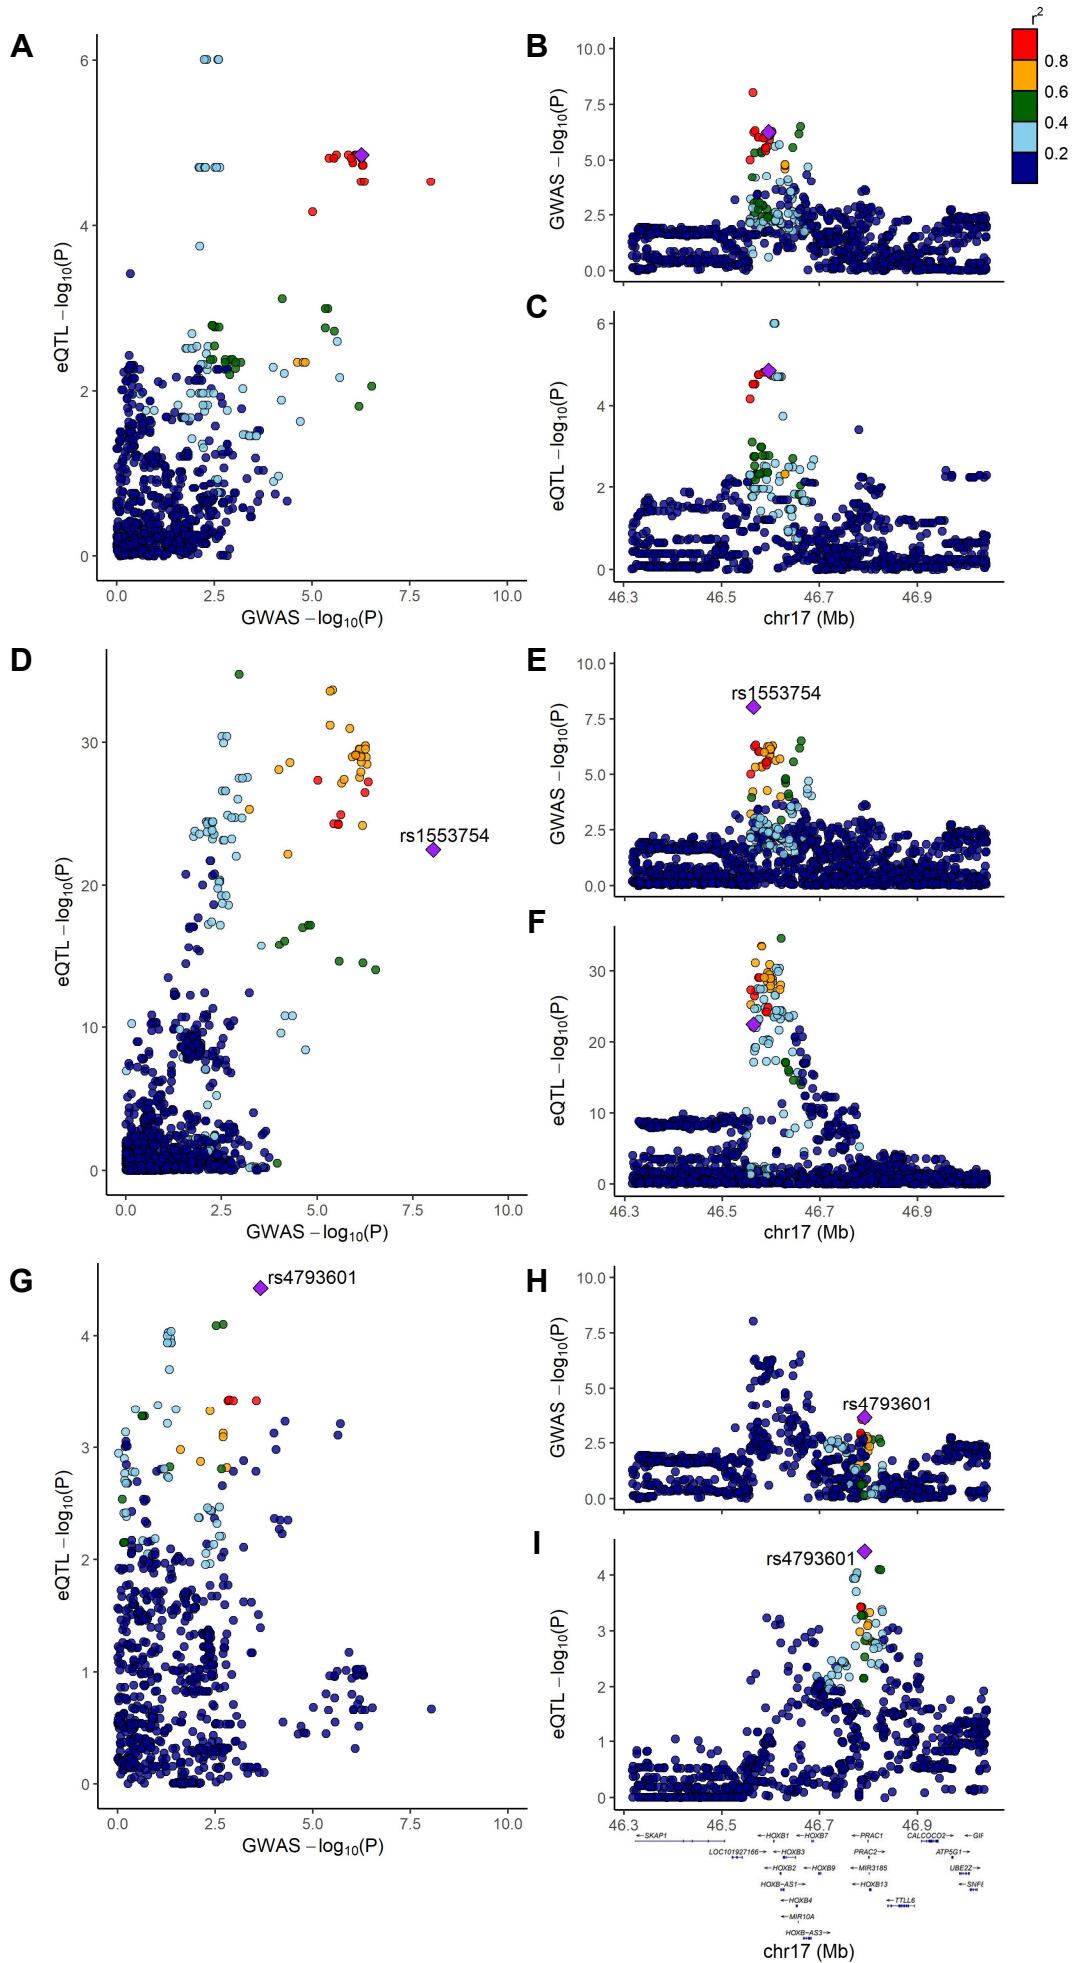 A
eQTL −log10(P)
6
4
2
0
0.0 2.5 5.0 7.5 10.0
GWAS −log10(P)
B
GWAS −log10(P)
10.0
7.5
5.0
2.5
0.0
r2
0.8
0.6
0.4
0.2
C
eQTL −log10(P)
6
4
2
0
46.3 46.5 46.7 46.9
chr17 (Mb)
D
eQTL −log10(P)
30
20
10
0
rs1553754
0.0 2.5 5.0 7.5 10.0
GWAS −log10(P)
E
GWAS −log10(P)
10.0
7.5
5.0
2.5
0.0
rs1553754
F
eQTL −log10(P)
30
20
10
0
46.3 46.5 46.7 46.9
chr17 (Mb)
G
eQTL −log10(P)
4
3
2
1
0
rs4793601
0.0 2.5 5.0 7.5 10.0
GWAS −log10(P)
H
GWAS −log10(P)
10.0
7.5
5.0
2.5
0.0
rs4793601
I
eQTL −log10(P)
4
3
2
1
0
rs4793601
46.3 46.5 46.7 46.9
←SKAP1 ←HOXB1 ←HOXB7 ←PRAC1 CALCOCO2→ ←GIF
LOC101927166→ ←HOXB3 PRAC2→ ATP5G1→
←HOXB2 ←HOXB9 ←MIR3185 UBE2Z→
HOXB-AS1→ ←HOXB13 ←SNF8
←HOXB4 ←TTLL6
←MIR10A
HOXB-AS3→
chr17 (Mb)